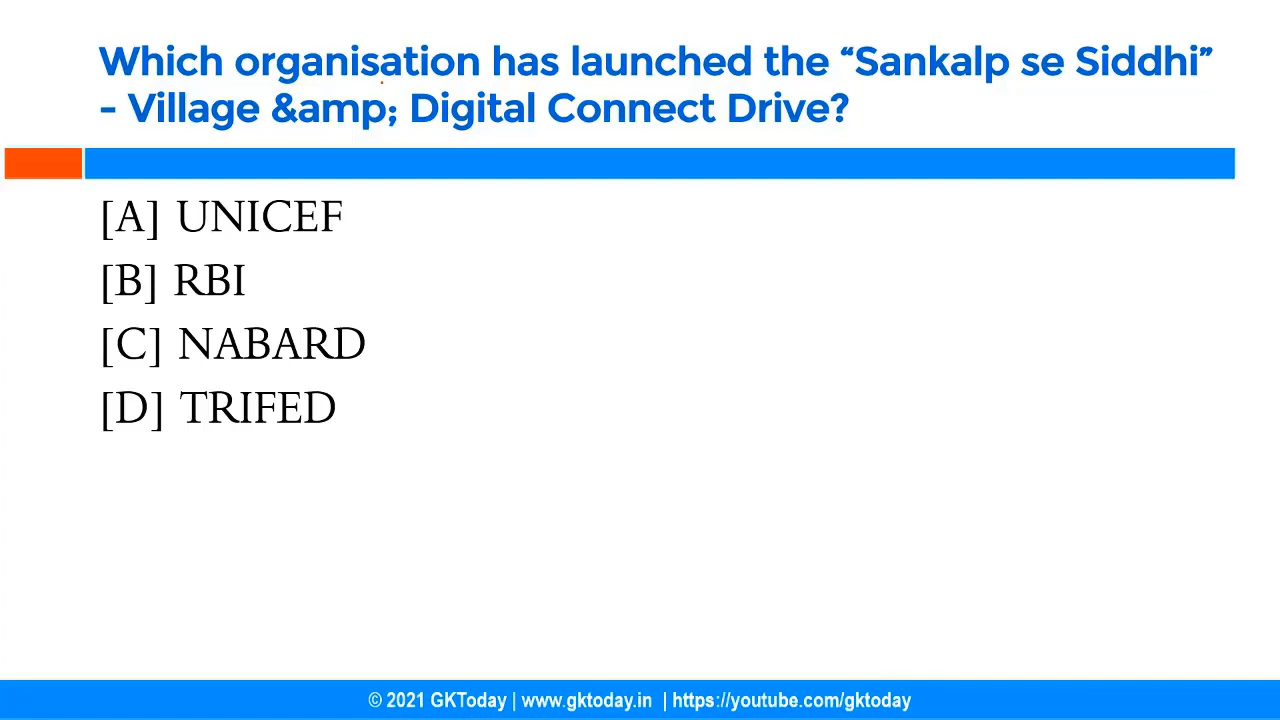 Which organisation has launched the “Sankalp se Siddhi”
- Village &amp; Digital Connect Drive?
[A] UNICEF
[B] RBI
[C] NABARD
[D] TRIFED
© 2021 GKToday | www.gktoday.in | https://youtube.com/gktoday